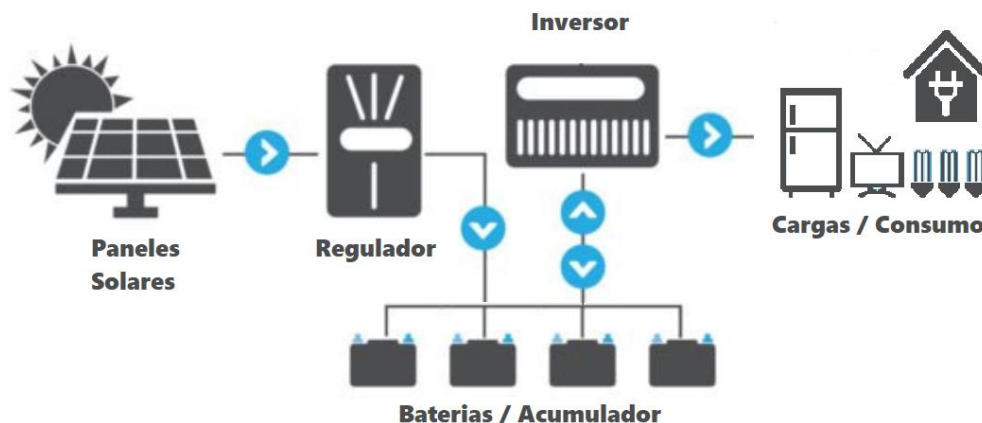 Inversor
Paneles
Solares
Regulador
Cargas / Consumo
Baterias / Acumulador